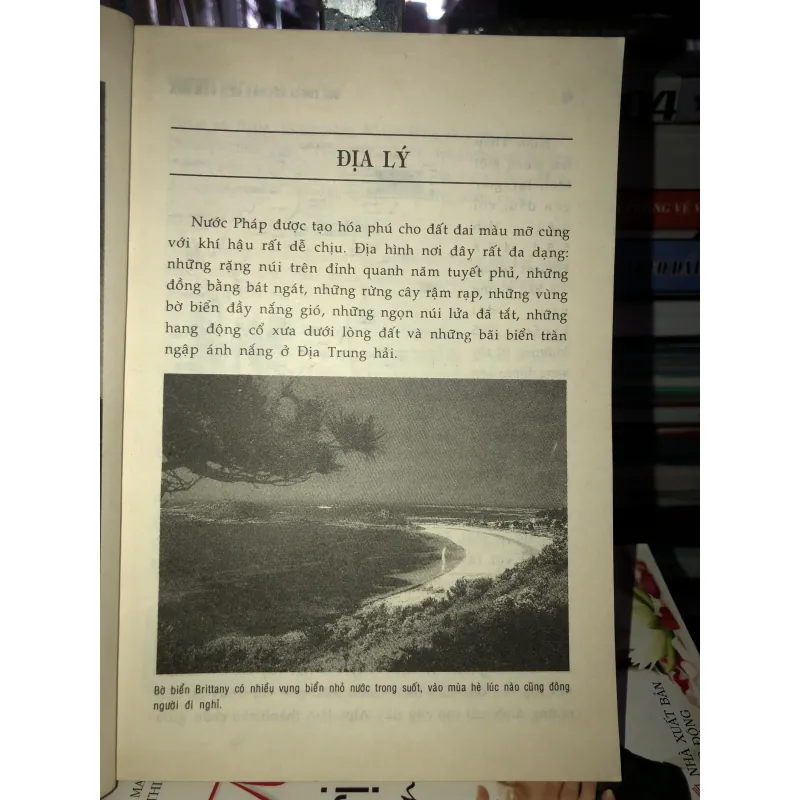 ĐỊA LÝ
Nước Pháp được tạo hóa phú cho đất đai màu mỡ cùng
với khí hậu rất dễ chịu. Địa hình nơi đây rất đa dạng:
những rặng núi trên đỉnh quanh năm tuyết phủ, những
đồng bằng bát ngát, những rừng cây rậm rạp, những vùng
bờ biển đầy nắng gió, những ngọn núi lửa đã tắt, những
hang động cổ xưa dưới lòng đất và những bãi biển tràn
ngập ánh nắng ở Địa Trung hải.
Bờ biển Brittany có nhiều vụng biển nhỏ nước trong suốt, vào mùa hè lúc nào cũng đông
người đi nghỉ.
NHÀ XUẤT BẢN